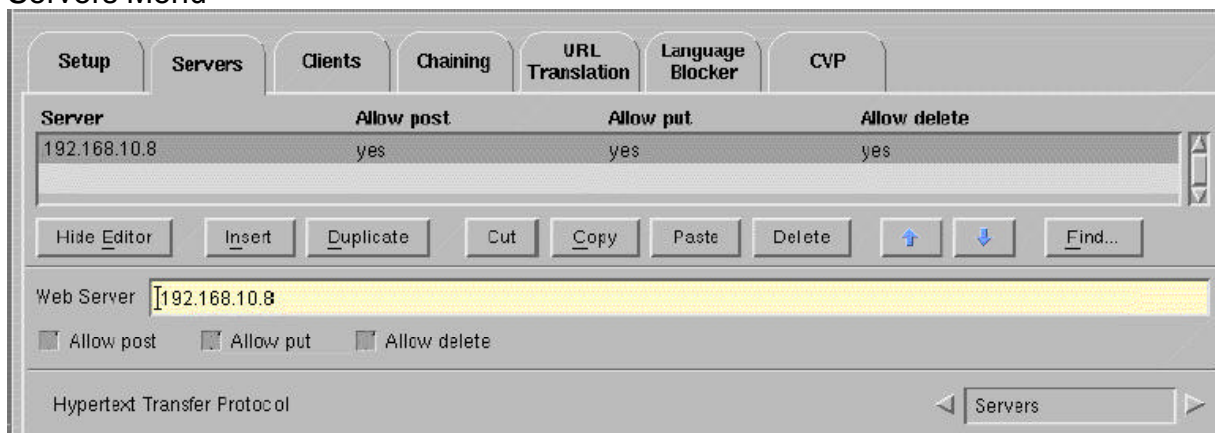 Servers Menu
Setup Servers Clients Chaining URL Translation Language Blocker CVP
Server Allow post Allow put Allow delete
192.168.10.8 yes yes yes
Hide Editor Insert Duplicate Cut Copy Paste Delete Find...
Web Server 192.168.10.8
Allow post Allow put Allow delete
Hypertext Transfer Protocol Servers